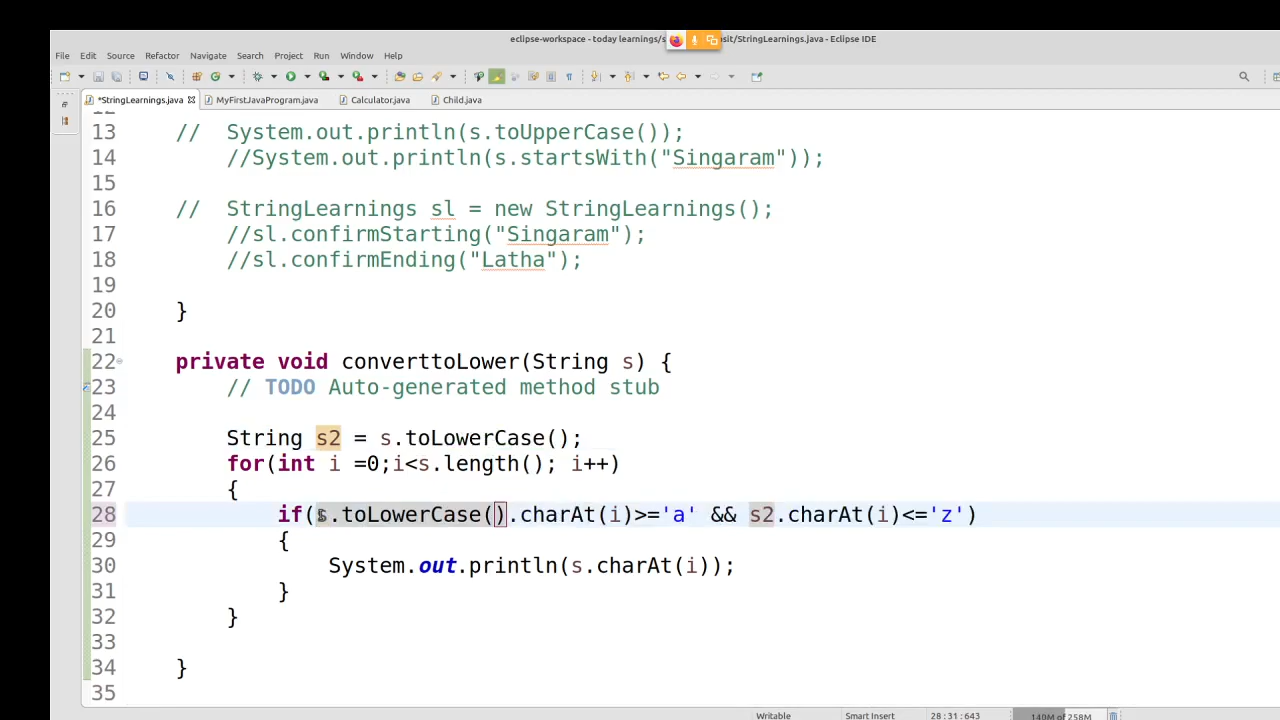 eclipse-workspace - today learnings/s sit/StringLearnings.java - Eclipse IDE
File Edit Source Refactor Navigate Search Project Run Window Help
*StringLearnings.java MyFirstJavaProgram.java Calculator.java Child.java
13 // System.out.println(s.toUpperCase());
14 //System.out.println(s.startsWith("Singaram"));
15
16 // StringLearnings sl = new StringLearnings();
17 //sl.confirmStarting("Singaram");
18 //sl.confirmEnding("Latha");
19
20 }
21
22 private void converttoLower(String s) {
23 // TODO Auto-generated method stub
24
25 String s2 = s.toLowerCase();
26 for(int i =0;i<s.length(); i++)
27 {
28 if(s.toLowerCase().charAt(i)>='a' && s2.charAt(i)<='z')
29 {
30 System.out.println(s.charAt(i));
31 }
32 }
33
34 }
35
Writable Smart Insert 28:31:643 140M of 258M